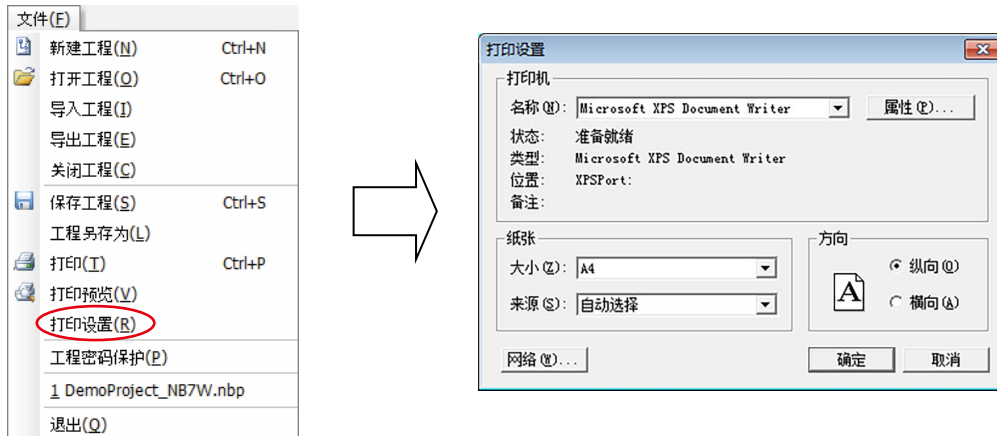 文件(F)
新建工程(N) Ctrl+N
打开工程(O) Ctrl+O
导入工程(I)
导出工程(E)
关闭工程(C)
保存工程(S) Ctrl+S
工程另存为(L)
打印(T) Ctrl+P
打印预览(V)
打印设置(R)
工程密码保护(P)
1 DemoProject_NB7W.nbp
退出(Q)
打印设置
打印机
名称(N): Microsoft XPS Document Writer 属性(P)...
状态: 准备就绪
类型: Microsoft XPS Document Writer
位置: XPSPort:
备注:
纸张
大小(Z): A4
来源(S): 自动选择
方向
A
纵向(O)
横向(A)
网络(W)... 确定 取消